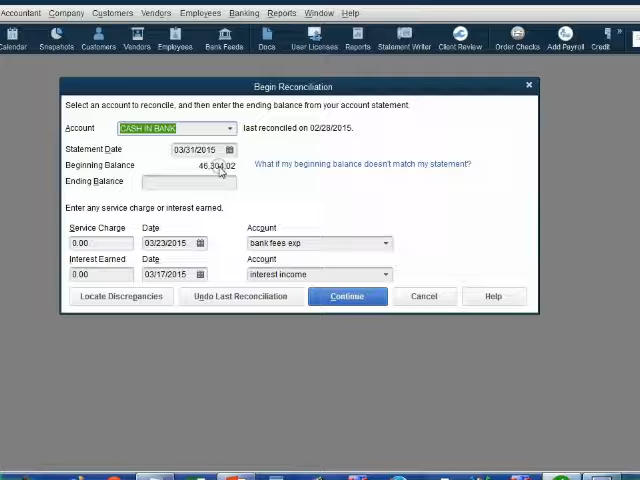 Accountant Company Customers Vendors Employees Banking Reports Window Help
Calendar Snapshots Customers Vendors Employees Bank Feeds Docs User Licenses Reports Statement Writer Client Review Order Checks Add Payroll Credit »
Begin Reconciliation
Select an account to reconcile, and then enter the ending balance from your account statement.
Account CASH IN BANK last reconciled on 02/28/2015.
Statement Date 03/31/2015
Beginning Balance 46,304.02 What if my beginning balance doesn't match my statement?
Ending Balance
Enter any service charge or interest earned.
Service Charge Date Account
0.00 03/23/2015 bank fees exp
Interest Earned Date Account
0.00 03/17/2015 interest income
Locate Discrepancies Undo Last Reconciliation Continue Cancel Help